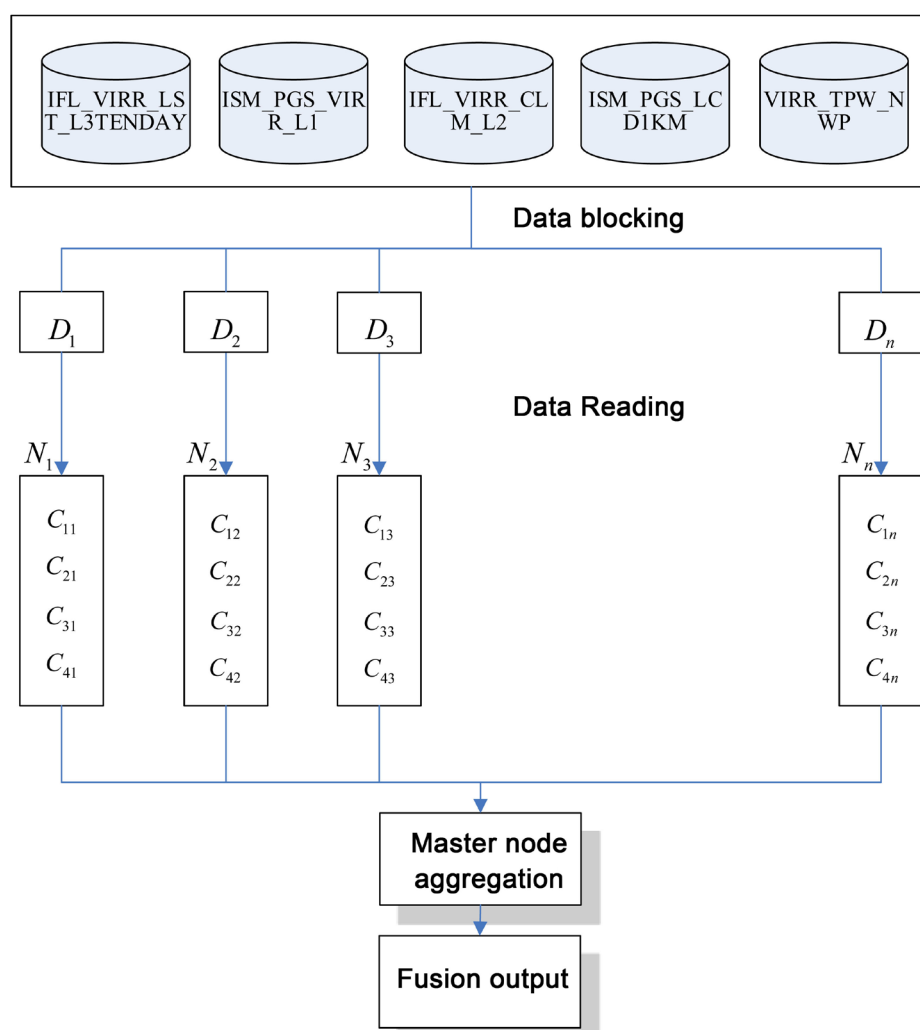 IFL_VIRR_LS
T_L3TENDAY
ISM_PGS_VIR
R_L1
IFL_VIRR_CL
M_L2
ISM_PGS_LC
D1KM
VIRR_TPW_N
WP
Data blocking
D₁
D₂
D₃
Dₙ
Data Reading
N₁
N₂
N₃
Nₙ
C₁₁
C₂₁
C₃₁
C₄₁
C₁₂
C₂₂
C₃₂
C₄₂
C₁₃
C₂₃
C₃₃
C₄₃
C₁ₙ
C₂ₙ
C₃ₙ
C₄ₙ
Master node
aggregation
Fusion output